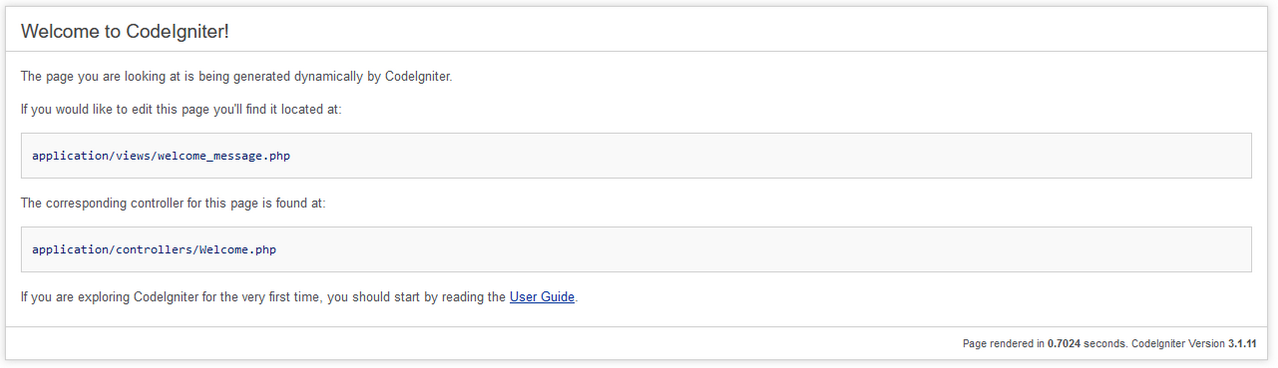 Welcome to CodeIgniter!
The page you are looking at is being generated dynamically by CodeIgniter.
If you would like to edit this page you'll find it located at:
application/views/welcome_message.php
The corresponding controller for this page is found at:
application/controllers/Welcome.php
If you are exploring CodeIgniter for the very first time, you should start by reading the User Guide.
Page rendered in 0.7024 seconds. CodeIgniter Version 3.1.11